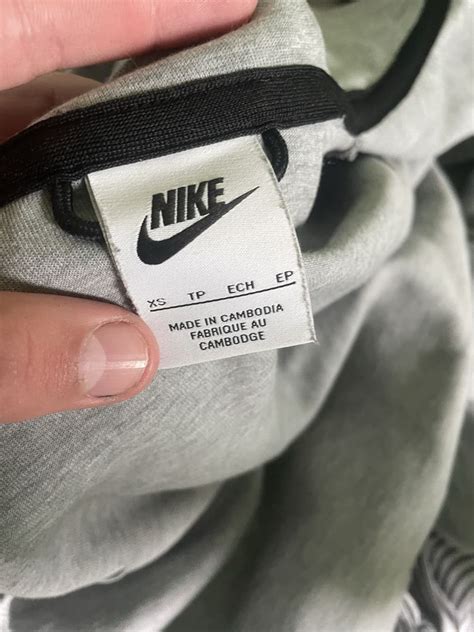 NIKE
XS TP ECH EP
MADE IN CAMBODIA
FABRIQUE AU
CAMBODGE